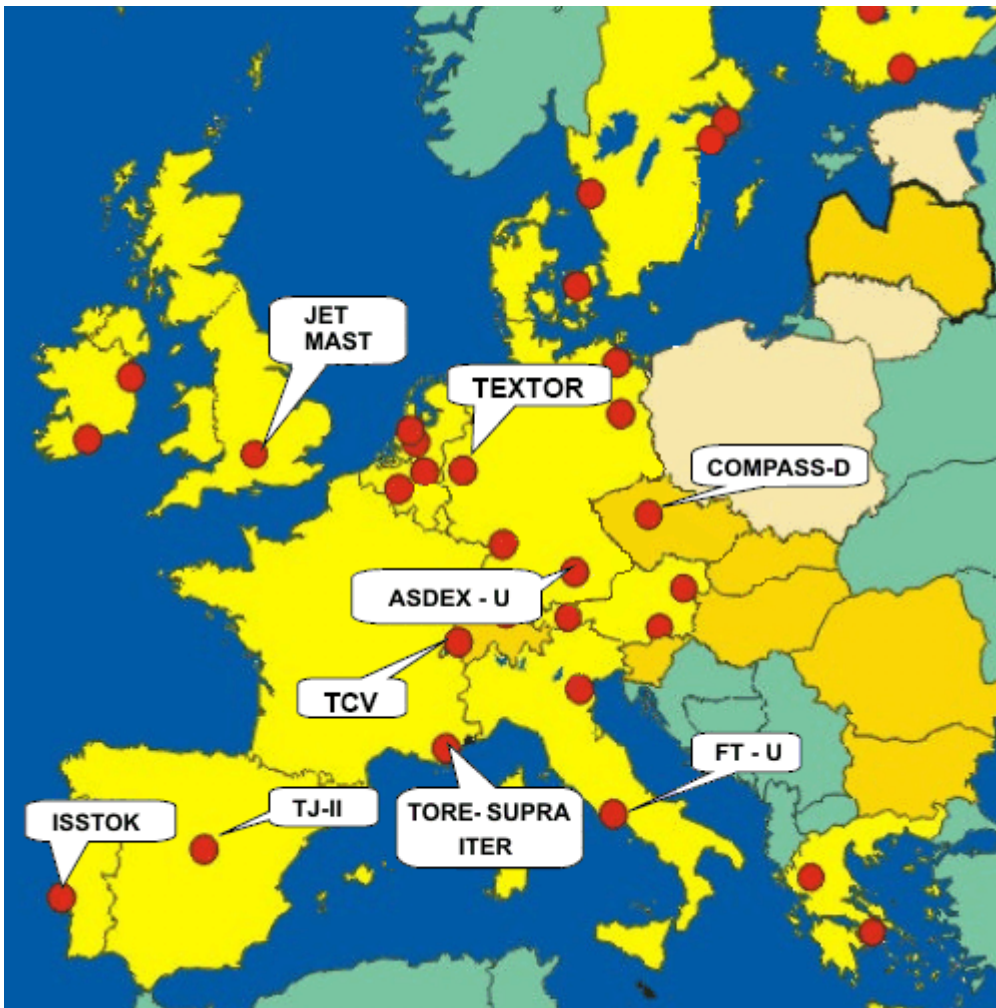 JET
MAST
TEXTOR
COMPASS-D
ASDEX - U
TCV
FT - U
TJ-II
ISSTOK
TORE- SUPRA
ITER